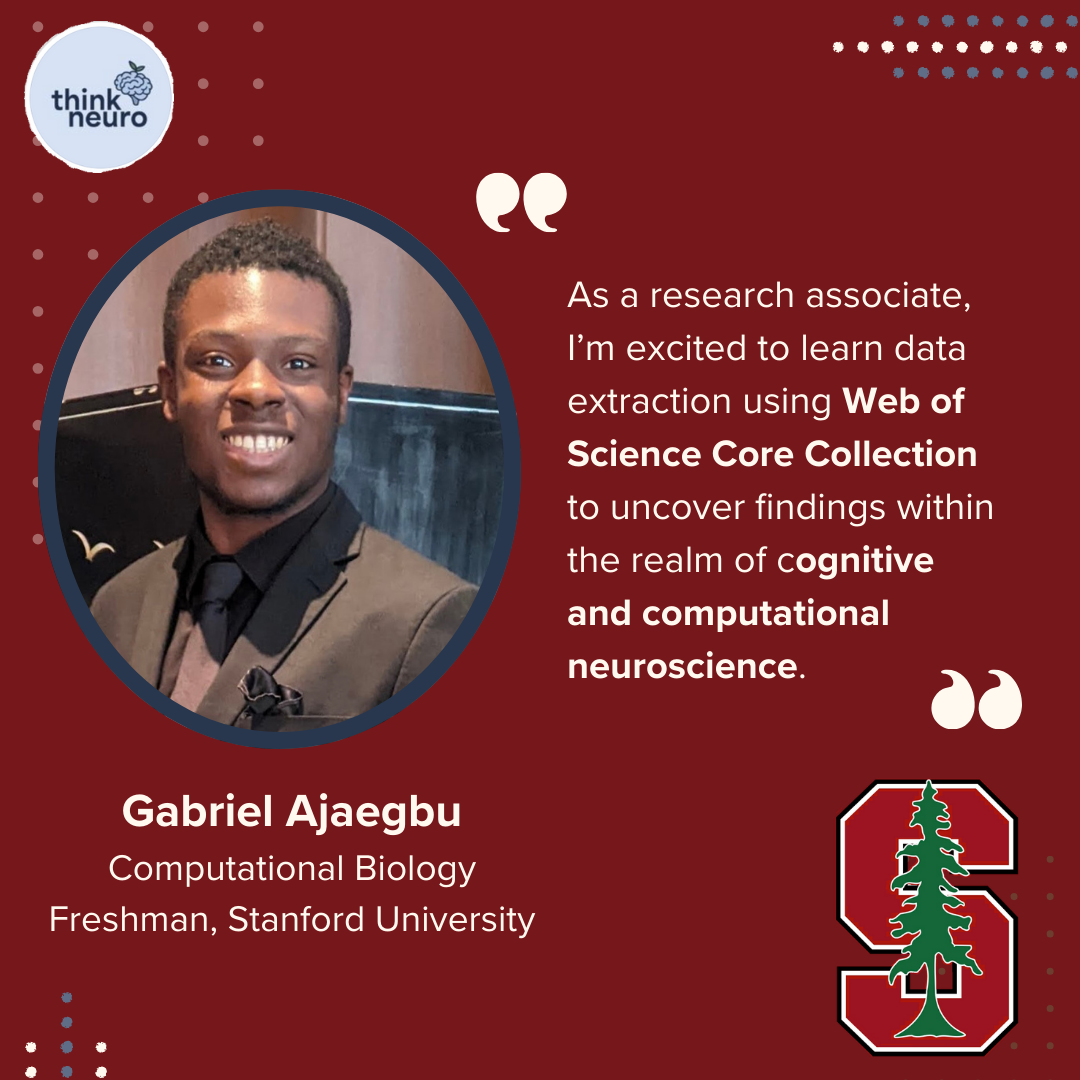 think
neuro
As a research associate,
I’m excited to learn data
extraction using Web of
Science Core Collection
to uncover findings within
the realm of cognitive
and computational
neuroscience.
Gabriel Ajaegbu
Computational Biology
Freshman, Stanford University
S